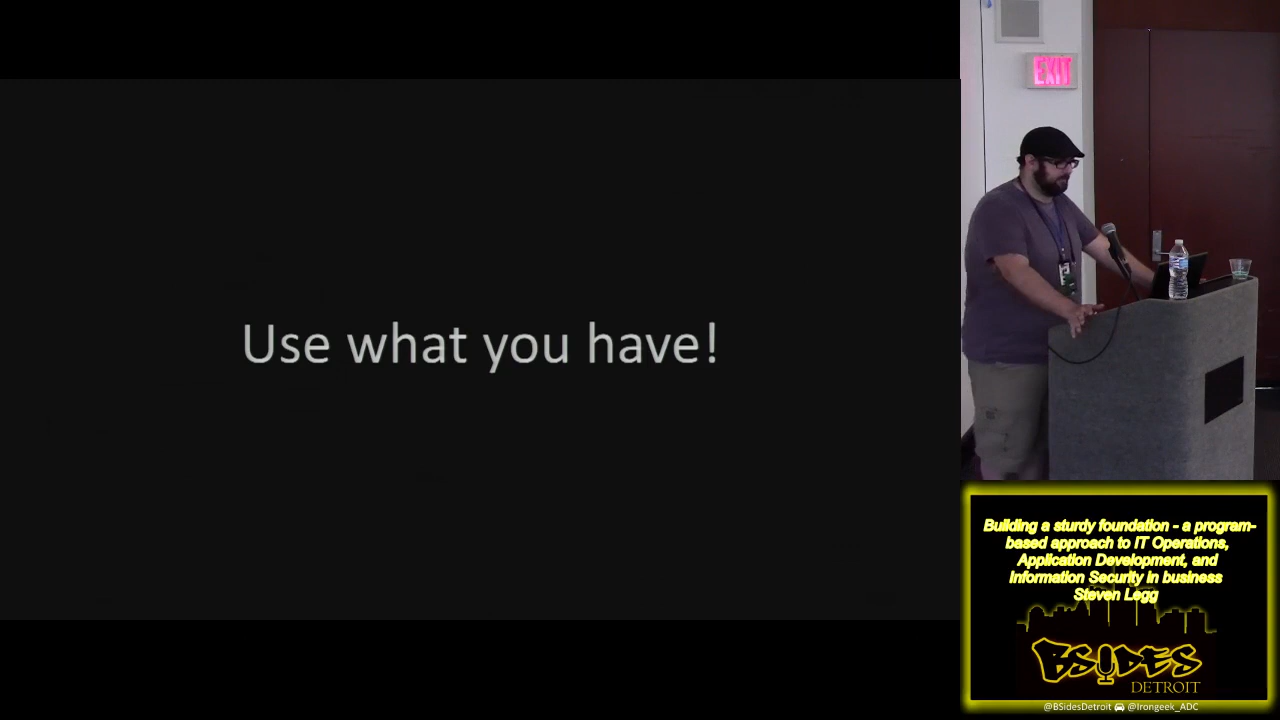 Use what you have!
EXIT
Building a sturdy foundation - a program-
based approach to IT Operations,
Application Development, and
Information Security in business
Steven Legg
BSIDES
DETROIT
@BSidesDetroit @Irongeek_ADC